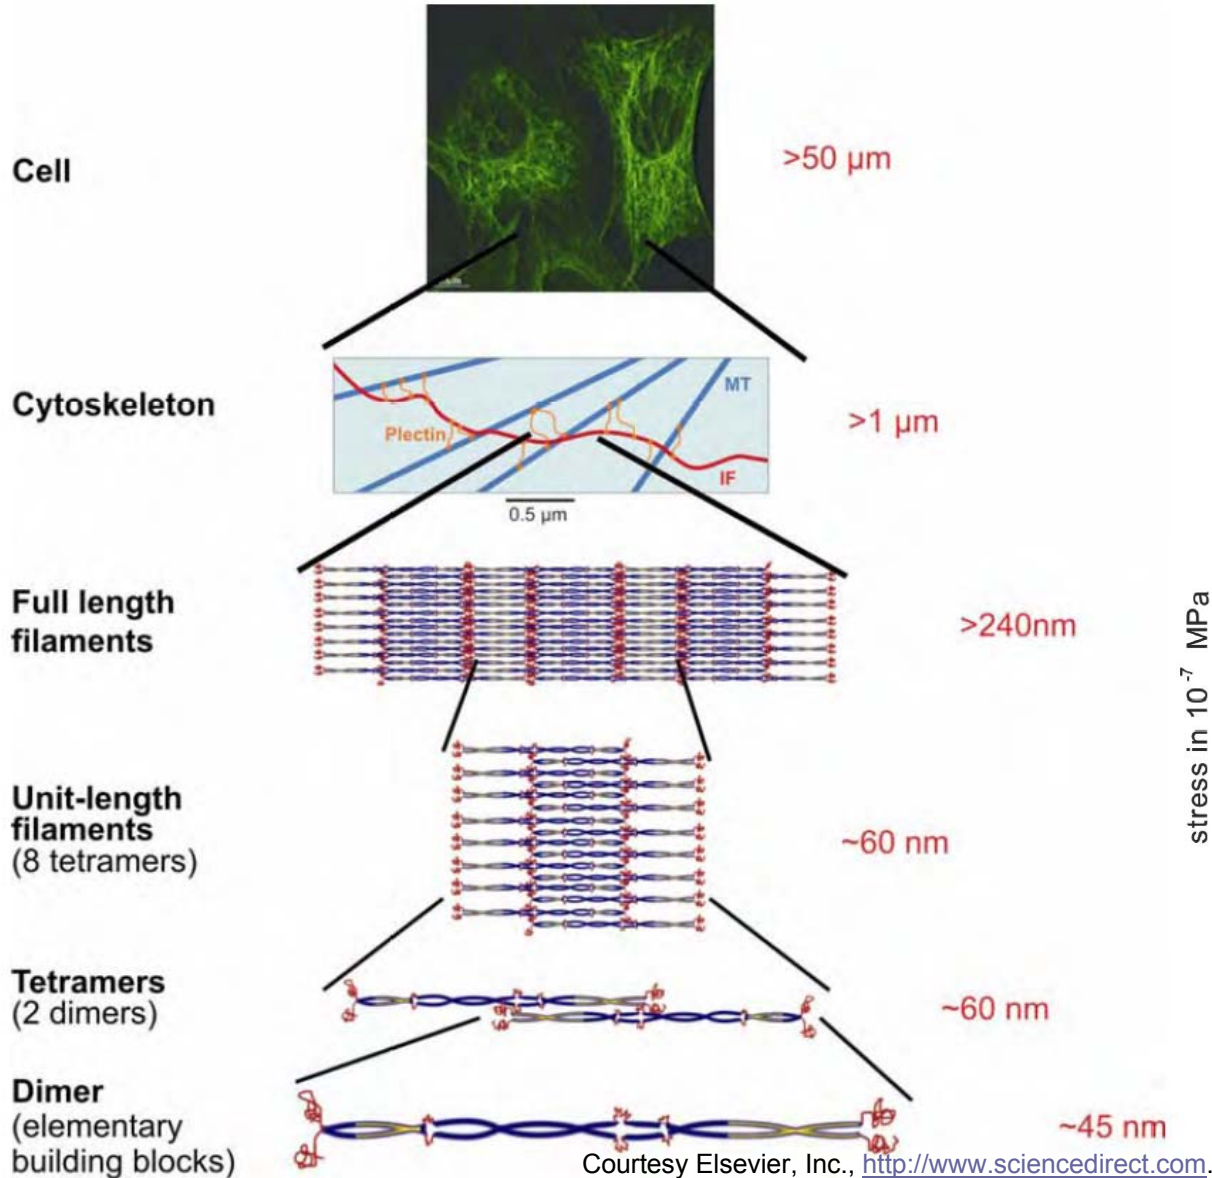 Cell
>50 µm
Cytoskeleton
MT
Plectin
IF
>1 µm
0.5 µm
Full length
filaments
>240nm
stress in 10⁻⁷ MPa
Unit-length
filaments
(8 tetramers)
~60 nm
Tetramers
(2 dimers)
~60 nm
Dimer
(elementary
building blocks)
~45 nm
Courtesy Elsevier, Inc., http://www.sciencedirect.com.